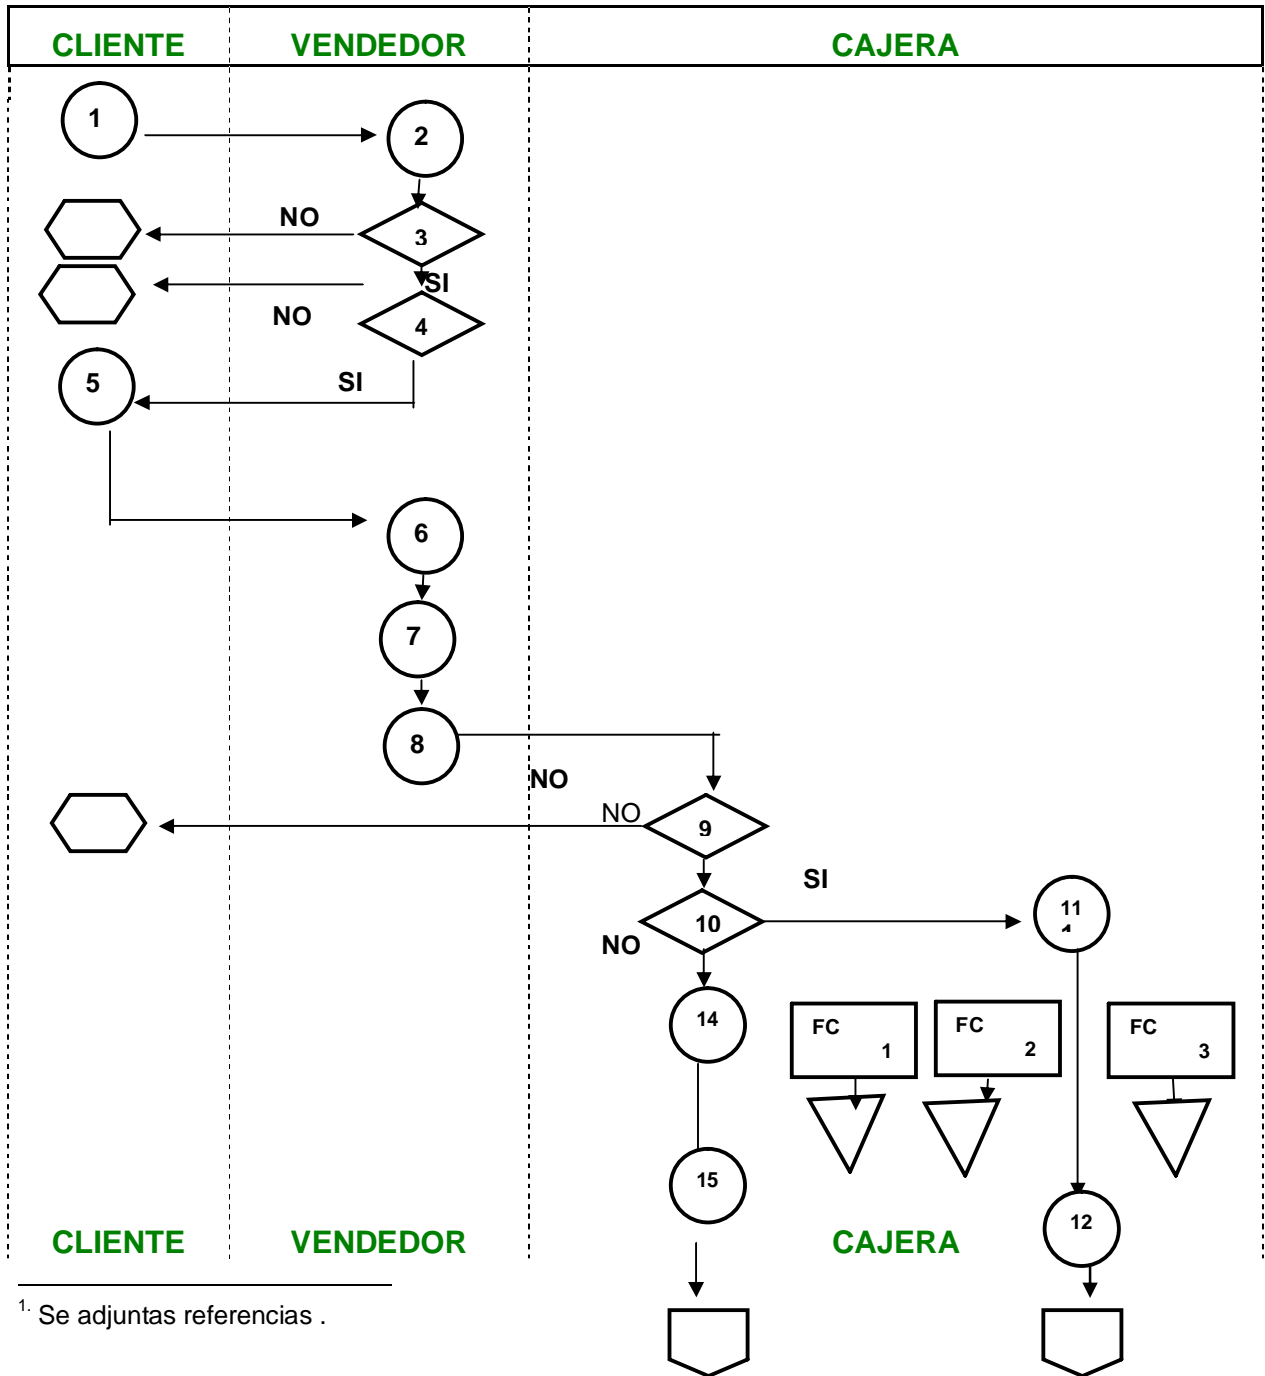 CLIENTE VENDEDOR CAJERA
1
2
NO
3
SI
NO
4
5
SI
6
7
8
NO
NO
9
SI
10
11
NO
14
FC 1
FC 2
FC 3
15
12
CLIENTE VENDEDOR CAJERA
1. Se adjuntas referencias .